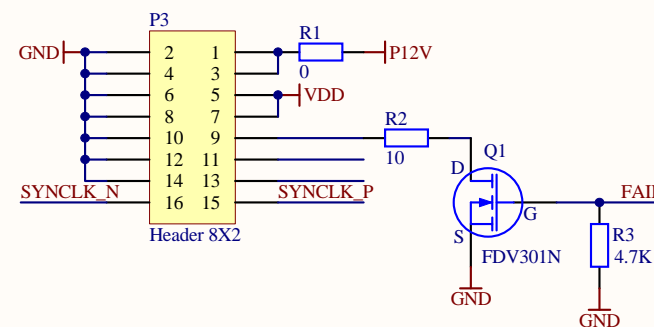 P3
R1
GND
2
1
P12V
4
3
0
6
5
VDD
8
7
R2
10
9
12
11
10
D
Q1
14
13
SYNCLK_N
16
15
SYNCLK_P
G
FAI
S
Header 8X2
FDV301N
R3
4.7K
GND
GND